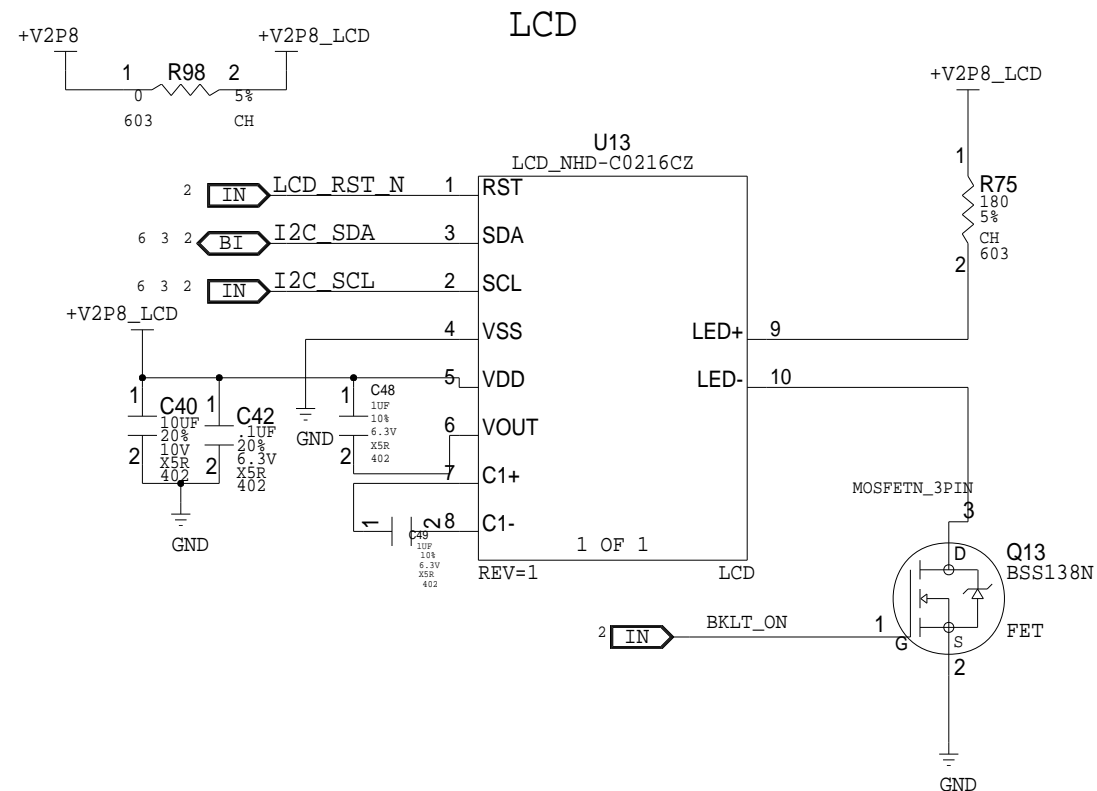 LCD
+V2P8
+V2P8_LCD
1 R98 2
0 5%
603 CH
+V2P8_LCD
1
R75
180
5%
CH
603
2
U13
LCD_NHD-C0216CZ
2 IN LCD_RST_N 1 RST
6 3 2 BI I2C_SDA 3 SDA
6 3 2 IN I2C_SCL 2 SCL
+V2P8_LCD
4 VSS
5 VDD
6 VOUT
7 C1+
8 C1-
LED+ 9
LED- 10
1 OF 1
REV=1 LCD
1
C40
10UF
20%
10V
X5R
402
2
1
C42
.1UF
20%
6.3V
X5R
402
2
GND
GND
1
C48
1UF
10%
6.3V
X5R
402
2
1 2
C49
1UF
10%
6.3V
X5R
402
MOSFETN_3PIN
3
D
Q13
BSS138N
FET
2 IN BKLT_ON 1
G
S
2
GND